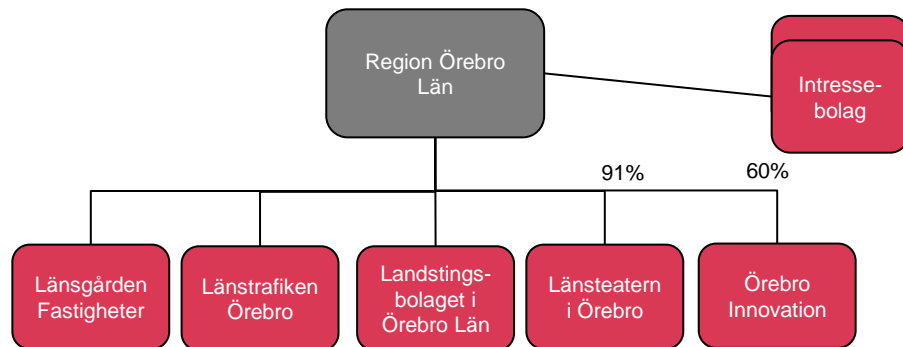 Region Örebro
Län
Intresse-
bolag
91%
60%
Länsgården
Fastigheter
Länstrafiken
Örebro
Landstings-
bolaget i
Örebro Län
Länsteatern
i Örebro
Örebro
Innovation